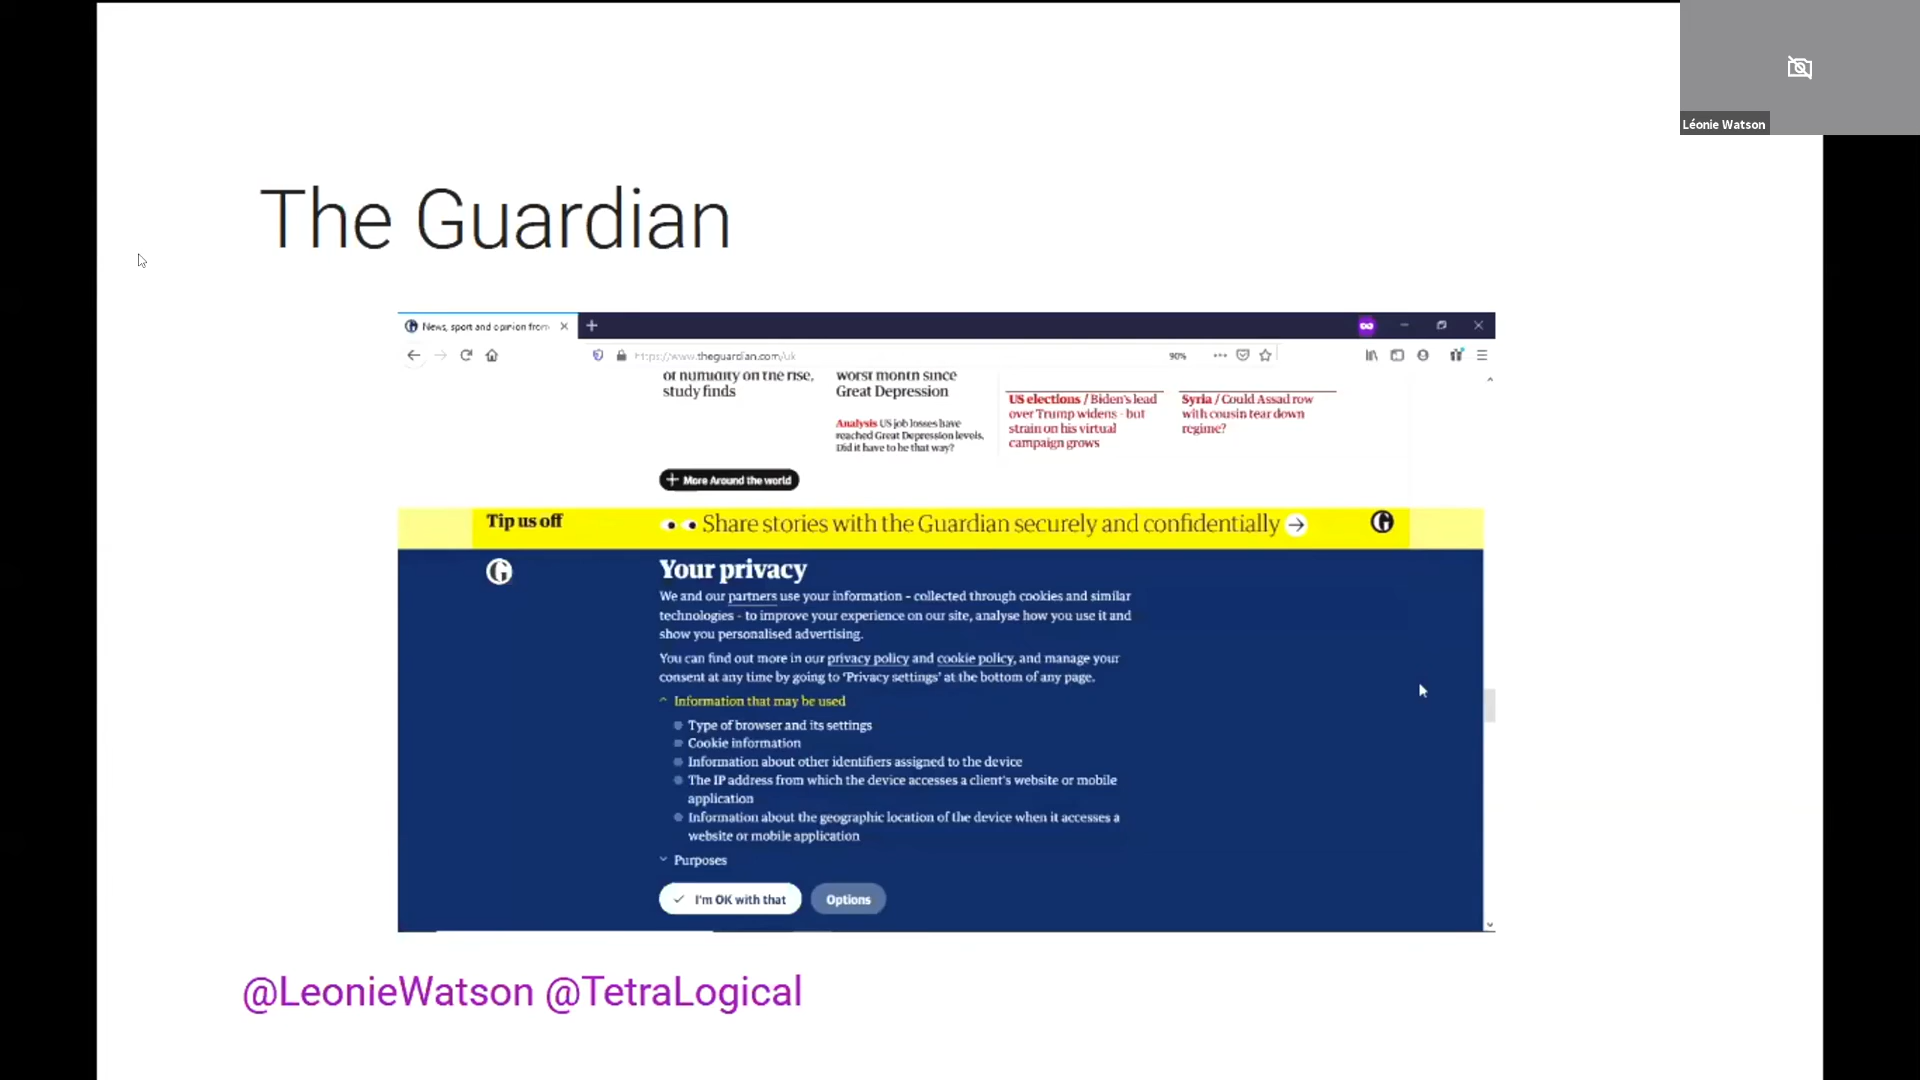 Léonie Watson
The Guardian
News, sport and opinion from
https://www.theguardian.com/uk
90%
of humidity on the rise,
study finds
worst month since
Great Depression
Analysis US job losses have
reached Great Depression levels.
Did it have to be that way?
US elections / Biden's lead
over Trump widens - but
strain on his virtual
campaign grows
Syria / Could Assad row
with cousin tear down
regime?
More Around the world
Tip us off
Share stories with the Guardian securely and confidentially
Your privacy
We and our partners use your information – collected through cookies and similar
technologies – to improve your experience on our site, analyse how you use it and
show you personalised advertising.
You can find out more in our privacy policy and cookie policy, and manage your
consent at any time by going to 'Privacy settings' at the bottom of any page.
Information that may be used
Type of browser and its settings
Cookie information
Information about other identifiers assigned to the device
The IP address from which the device accesses a client's website or mobile
application
Information about the geographic location of the device when it accesses a
website or mobile application
Purposes
I'm OK with that
Options
@LeonieWatson @TetraLogical